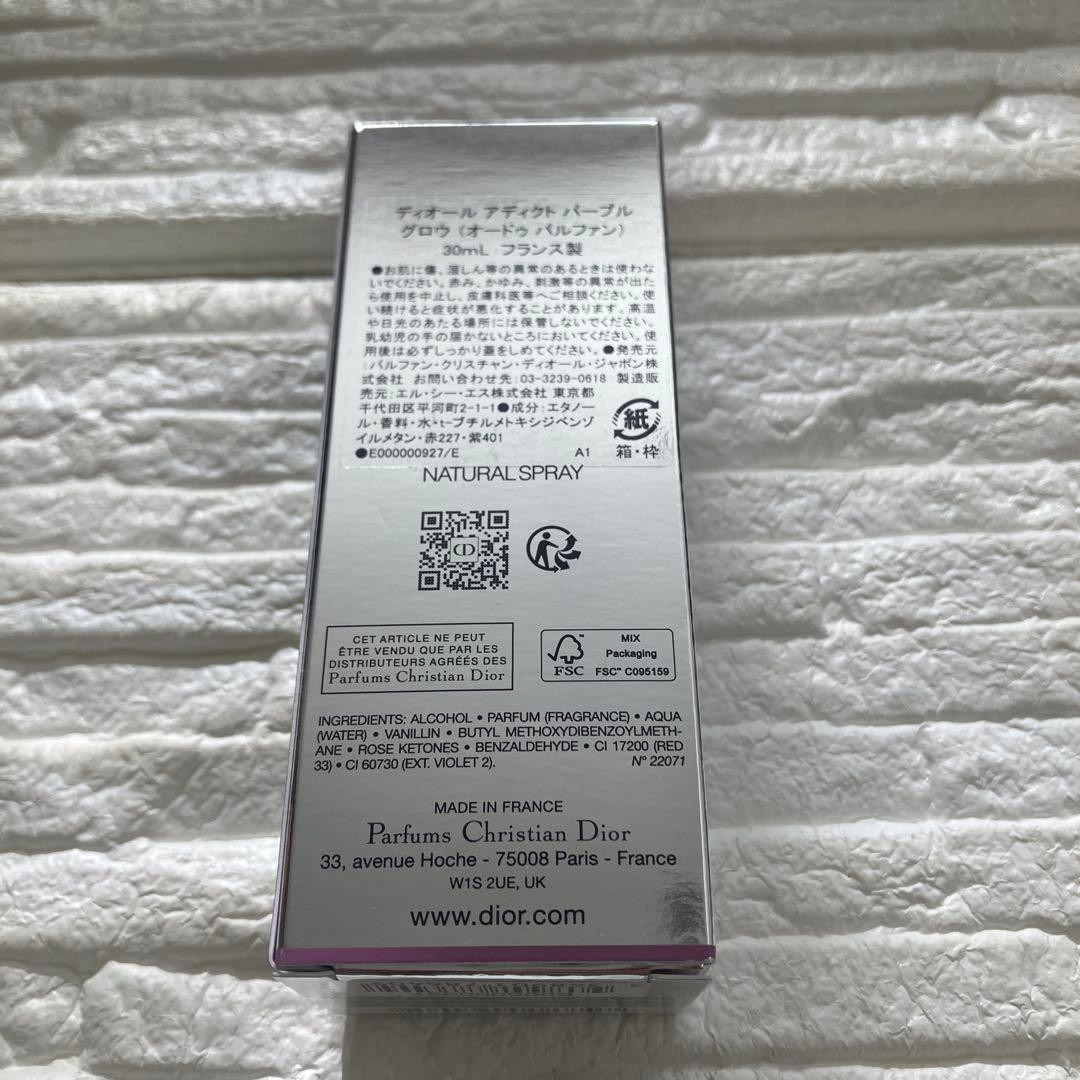 ディオール アディクト パープル
グロウ (オードゥ パルファン)
30mL フランス製
●お肌に傷、湿しん等の異常のあるときは使わな
いでください。赤み、かゆみ、刺激等の異常が出た
ら使用を中止し、皮膚科医等へご相談ください。使
い続けると症状が悪化することがあります。高温
や日光のあたる場所には保管しないでください。
乳幼児の手の届かないところにおいてください。使
用後は必ずしっかり蓋をしめてください。●発売元
:パルファン・クリスチャン・ディオール・ジャポン株
式会社 お問い合わせ先:03-3239-0618 製造販
売元:エル・シー・エス株式会社 東京都
千代田区平河町2-1-1●成分:エタノー
ル・香料・水・t-ブチルメトキシジベンゾ
イルメタン・赤227・紫401
●E000000927/E A1
紙
箱・枠
NATURAL SPRAY
CD
CET ARTICLE NE PEUT
ÊTRE VENDU QUE PAR LES
DISTRIBUTEURS AGRÉÉS DES
Parfums Christian Dior
FSC™
MIX
Packaging
FSC™ C095159
INGREDIENTS: ALCOHOL • PARFUM (FRAGRANCE) • AQUA
(WATER) • VANILLIN • BUTYL METHOXYDIBENZOYLMETH-
ANE • ROSE KETONES • BENZALDEHYDE • CI 17200 (RED
33) • CI 60730 (EXT. VIOLET 2). N° 22071
MADE IN FRANCE
Parfums Christian Dior
33, avenue Hoche - 75008 Paris - France
W1S 2UE, UK
www.dior.com